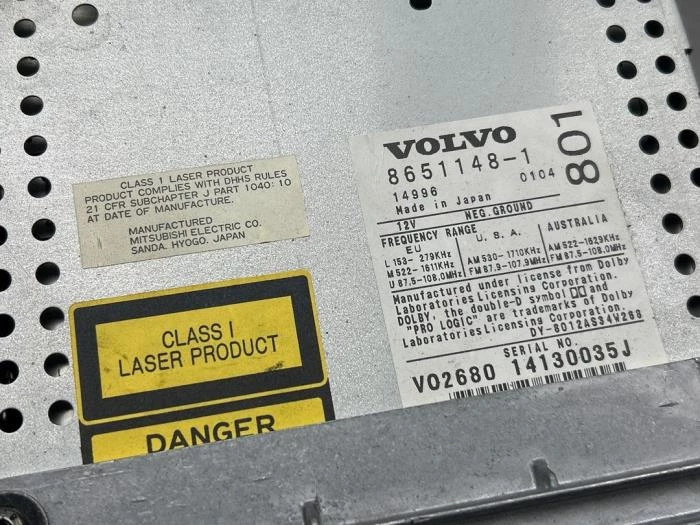 CLASS 1 LASER PRODUCT
PRODUCT COMPLIES WITH DHHS RULES
21 CFR SUBCHAPTER J PART 1040:10
AT DATE OF MANUFACTURE.
MANUFACTURED
MITSUBISHI ELECTRIC CO.
SANDA. HYOGO. JAPAN
CLASS I
LASER PRODUCT
DANGER
VOLVO
8651148-1
801
14996 0104
Made in Japan
12V NEG.GROUND
FREQUENCY RANGE
EU U.S.A. AUSTRALIA
L 153- 279KHz AM 530-1710KHz AM 522-1629KHz
M 522-1611KHz FM 87.9-107.9MHz FM 87.5-108.0MHz
U 87.5-108.0MHz
Manufactured under license from Dolby
Laboratories Licensing Corporation.
DOLBY, the double-D symbol and
"PRO LOGIC" are trademarks of Dolby
Laboratories Licensing Corporation.
DY-6D12AS34W268
SERIAL NO.
V02680 14130035J